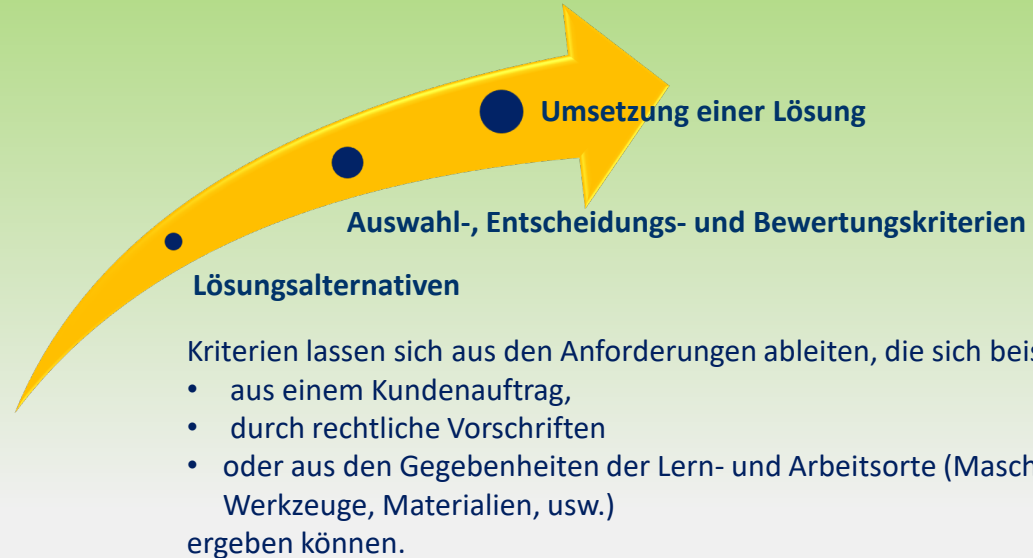 Umsetzung einer Lösung
Auswahl-, Entscheidungs- und Bewertungskriterien
Lösungsalternativen
Kriterien lassen sich aus den Anforderungen ableiten, die sich
• aus einem Kundenauftrag,
• durch rechtliche Vorschriften
• oder aus den Gegebenheiten der Lern- und Arbeitsorte
Werkzeuge, Materialien, usw.)
ergeben können.